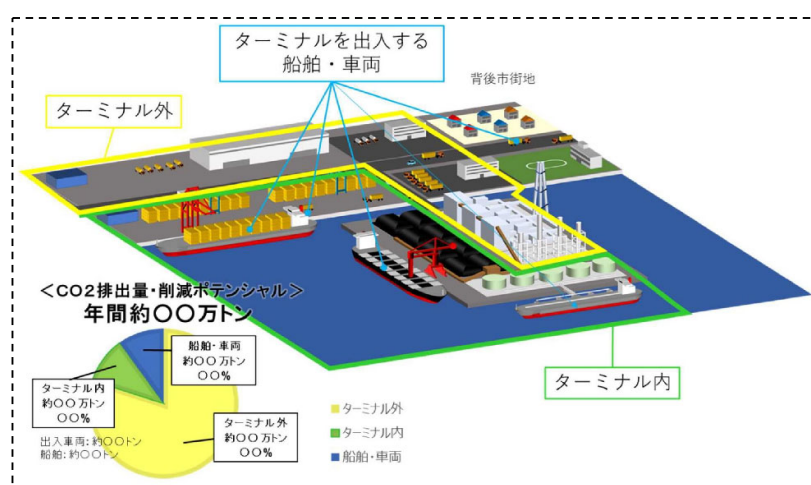 ターミナルを出入する
船舶・車両
背後市街地
ターミナル外
<CO2排出量・削減ポテンシャル>
年間約〇〇万トン
船舶・車両
約〇〇万トン
〇〇%
ターミナル内
約〇〇万トン
〇〇%
ターミナル外
約〇〇万トン
〇〇%
出入車両:約〇〇トン
船舶:約〇〇トン
ターミナル内
ターミナル外
ターミナル内
船舶・車両